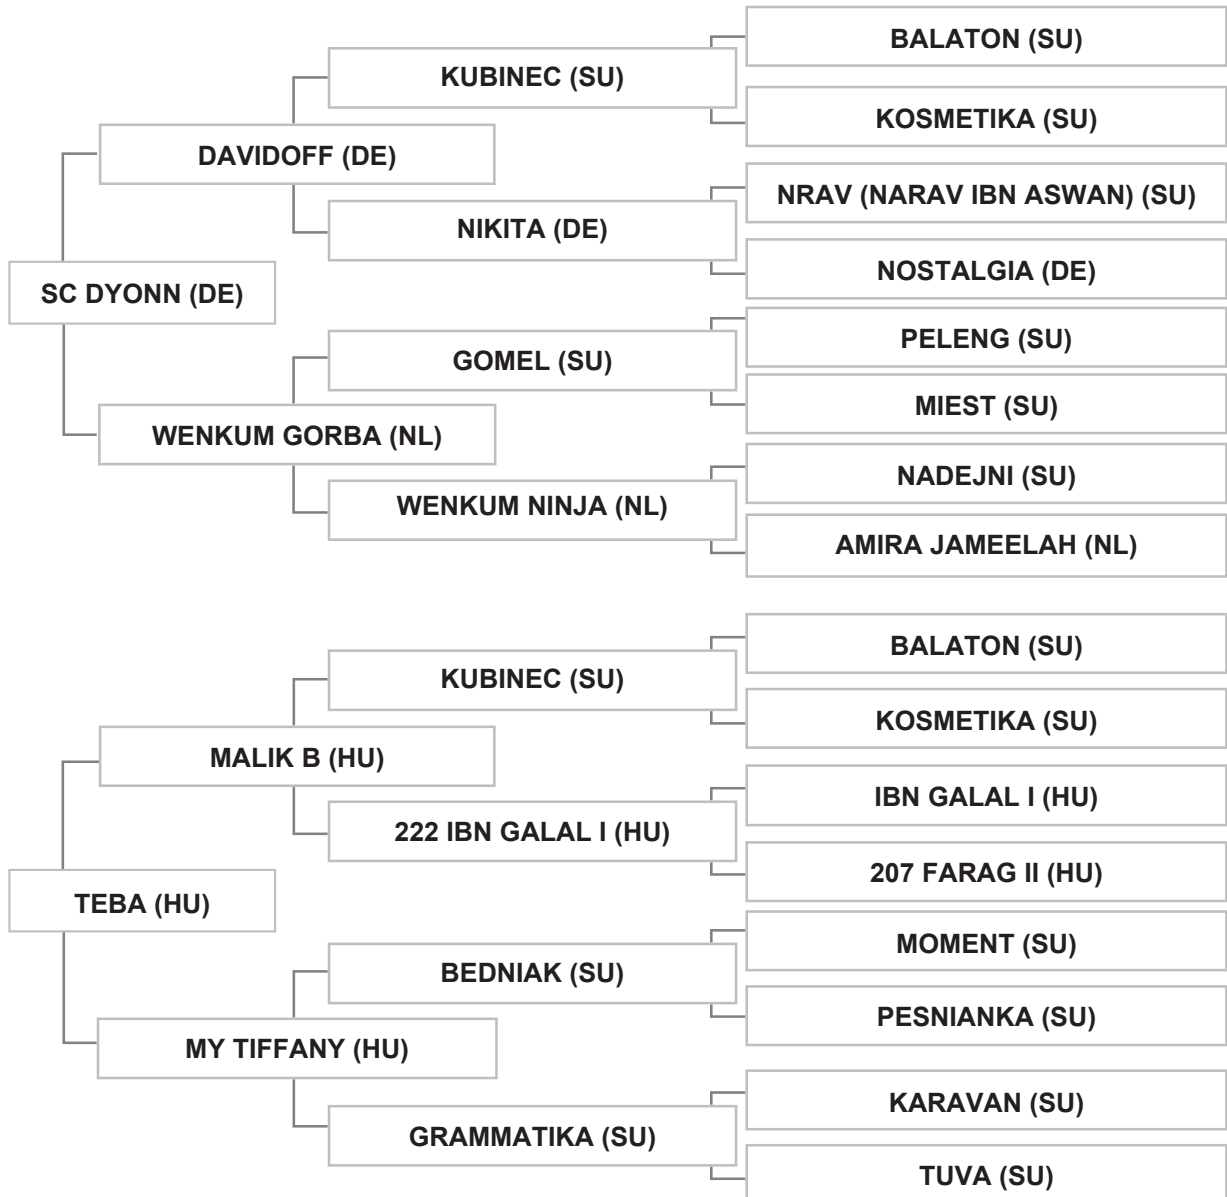 BALATON (SU)
KUBINEC (SU)
KOSMETIKA (SU)
DAVIDOFF (DE)
NRAV (NARAV IBN ASWAN) (SU)
NIKITA (DE)
NOSTALGIA (DE)
SC DYONN (DE)
PELENG (SU)
GOMEL (SU)
MIEST (SU)
WENKUM GORBA (NL)
NADEJNI (SU)
WENKUM NINJA (NL)
AMIRA JAMEELAH (NL)
BALATON (SU)
KUBINEC (SU)
KOSMETIKA (SU)
MALIK B (HU)
IBN GALAL I (HU)
222 IBN GALAL I (HU)
207 FARAG II (HU)
TEBA (HU)
MOMENT (SU)
BEDNIAK (SU)
PESNIANKA (SU)
MY TIFFANY (HU)
KARAVAN (SU)
GRAMMATIKA (SU)
TUVA (SU)